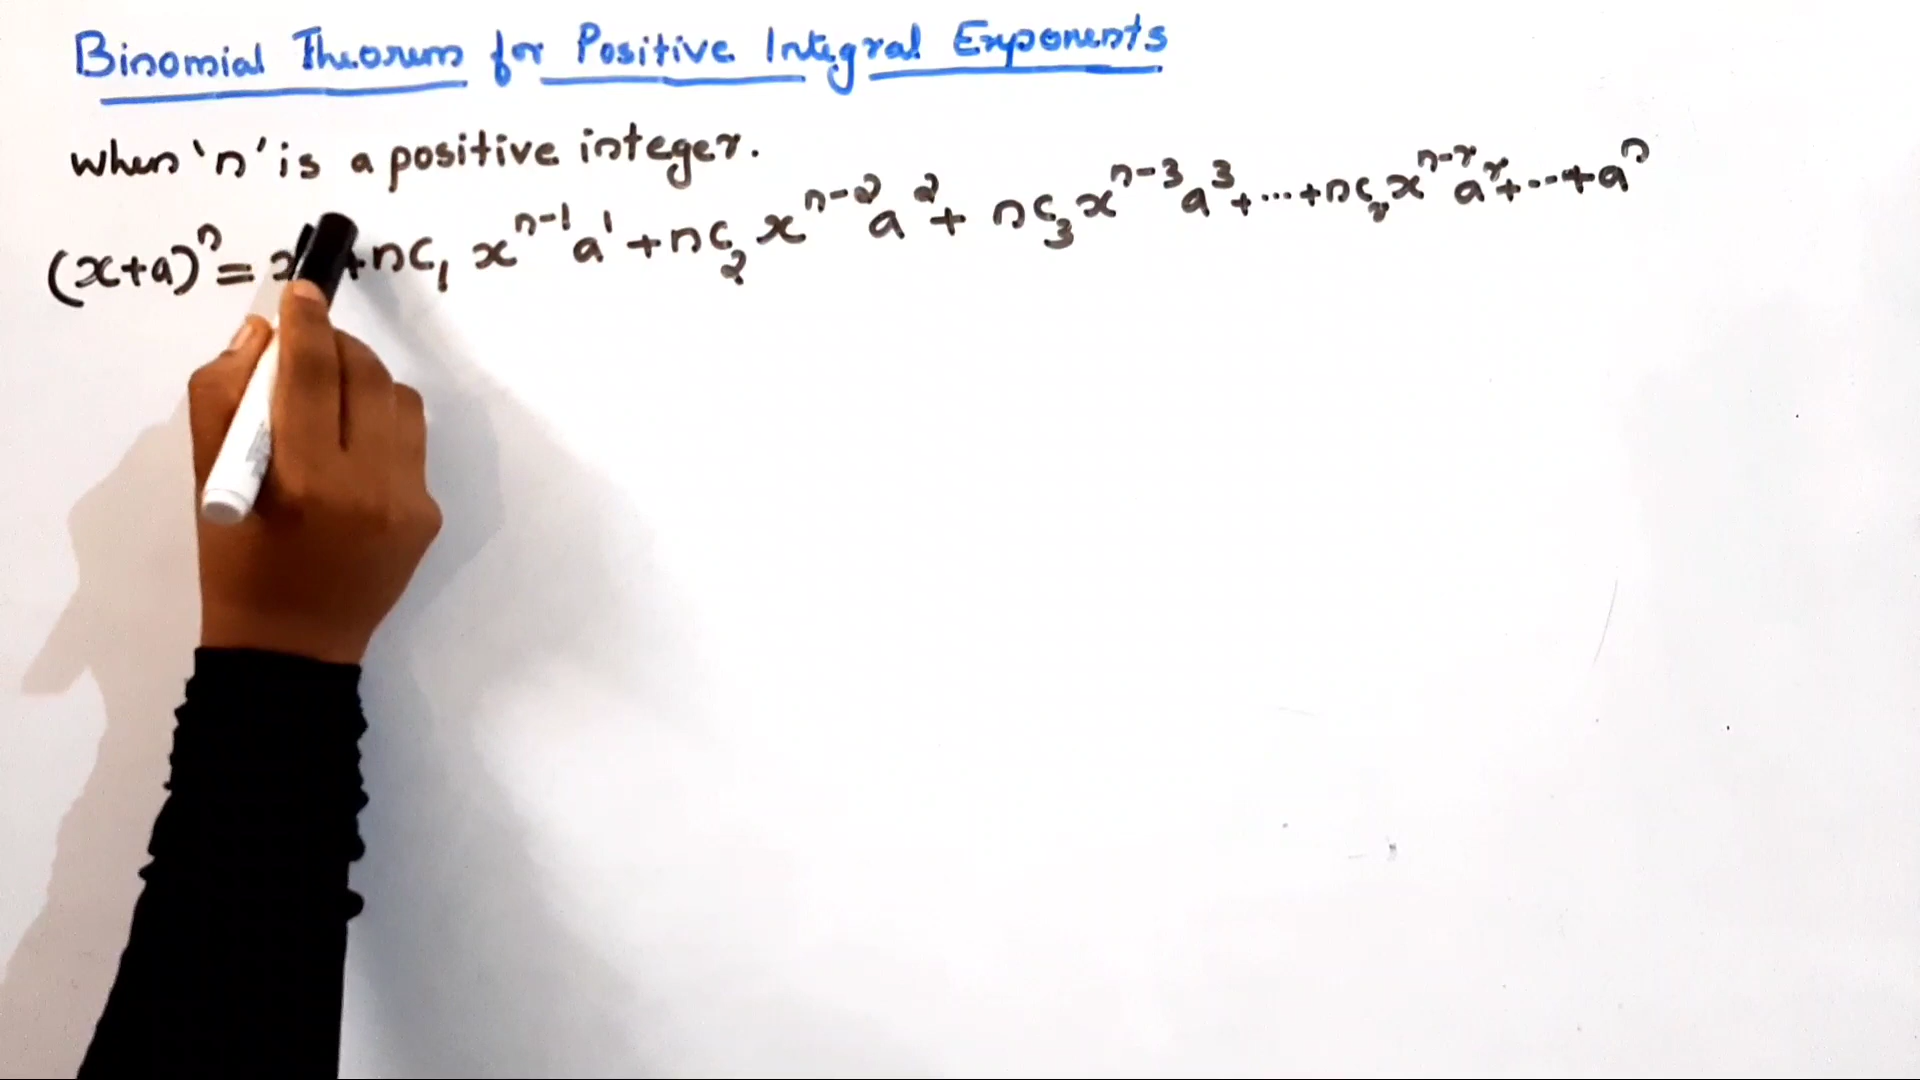 Binomial Theorem for Positive Integral Exponents
when 'n' is a positive integer.
(x+a)ⁿ = x +nC₁ xⁿ⁻¹a¹ + nC₂ xⁿ⁻²a² + nC₃ xⁿ⁻³a³ + ... + nCᵣ xⁿ⁻ʳaʳ + ... + aⁿ